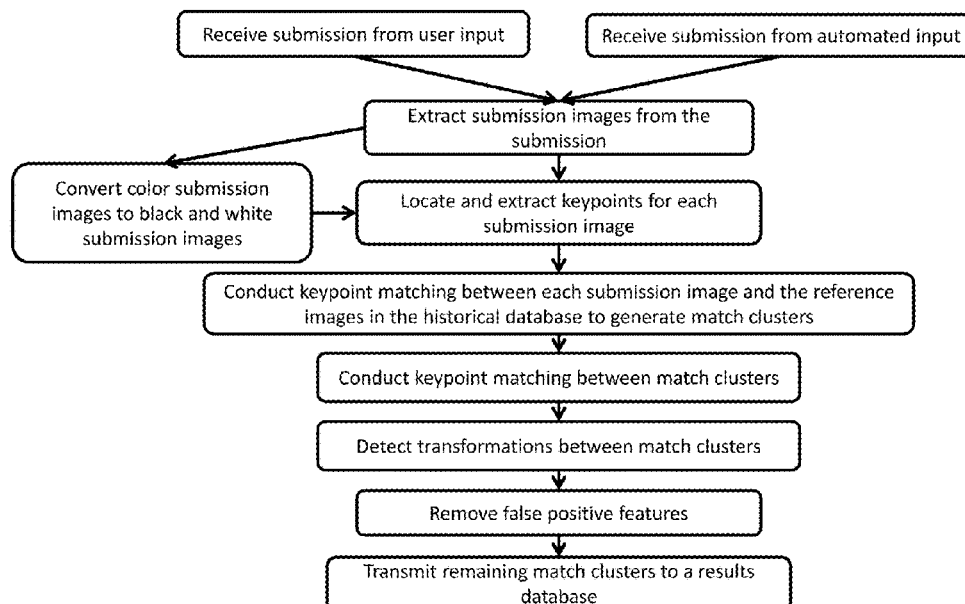 Receive submission from user input
Receive submission from automated input
Extract submission images from the
submission
Convert color submission
images to black and white
submission images
Locate and extract keypoints for each
submission image
Conduct keypoint matching between each submission image and the reference
images in the historical database to generate match clusters
Conduct keypoint matching between match clusters
Detect transformations between match clusters
Remove false positive features
Transmit remaining match clusters to a results
database